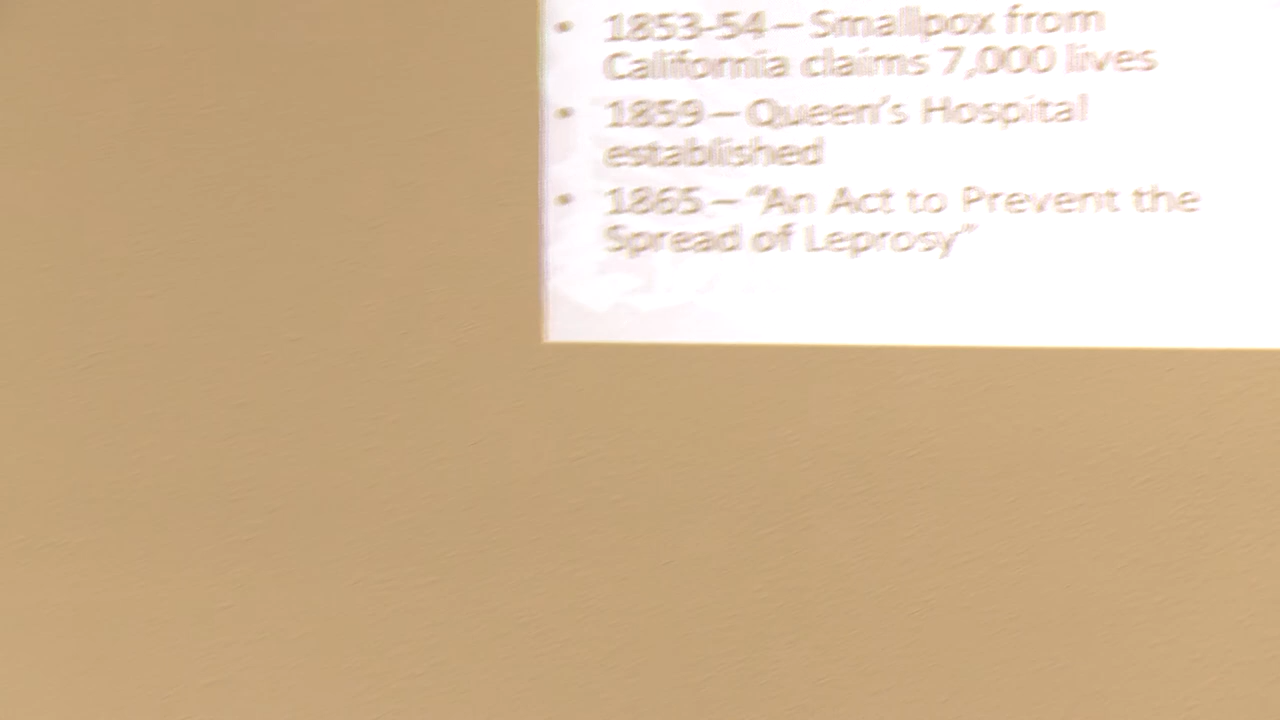 • 1853-54 – Smallpox from
California claims 7,000 lives
• 1859 – Queen's Hospital
established
• 1865 – “An Act to Prevent the
Spread of Leprosy”